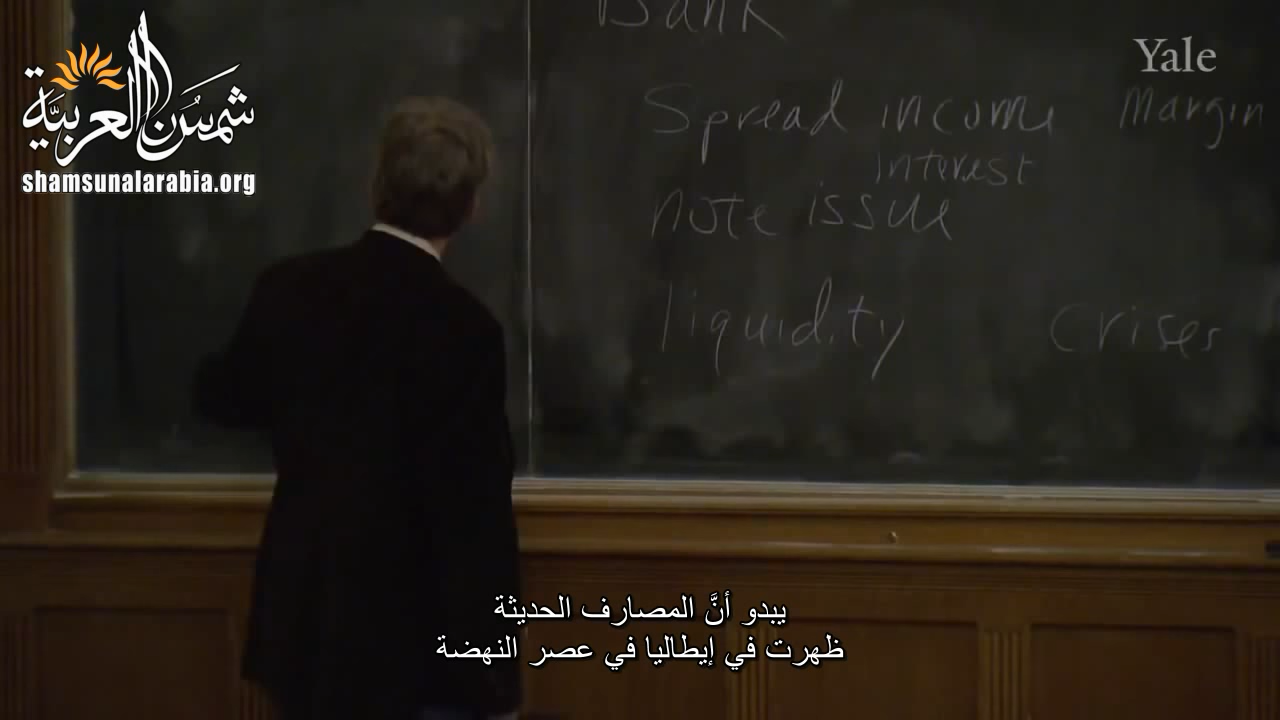 شمسُ العربيَّة
shamsunalarabia.org
Yale
Bank
Spread income Margin
interest
note issue
liquidity crises
يبدو أنَّ المصارف الحديثة
ظهرت في إيطاليا في عصر النهضة